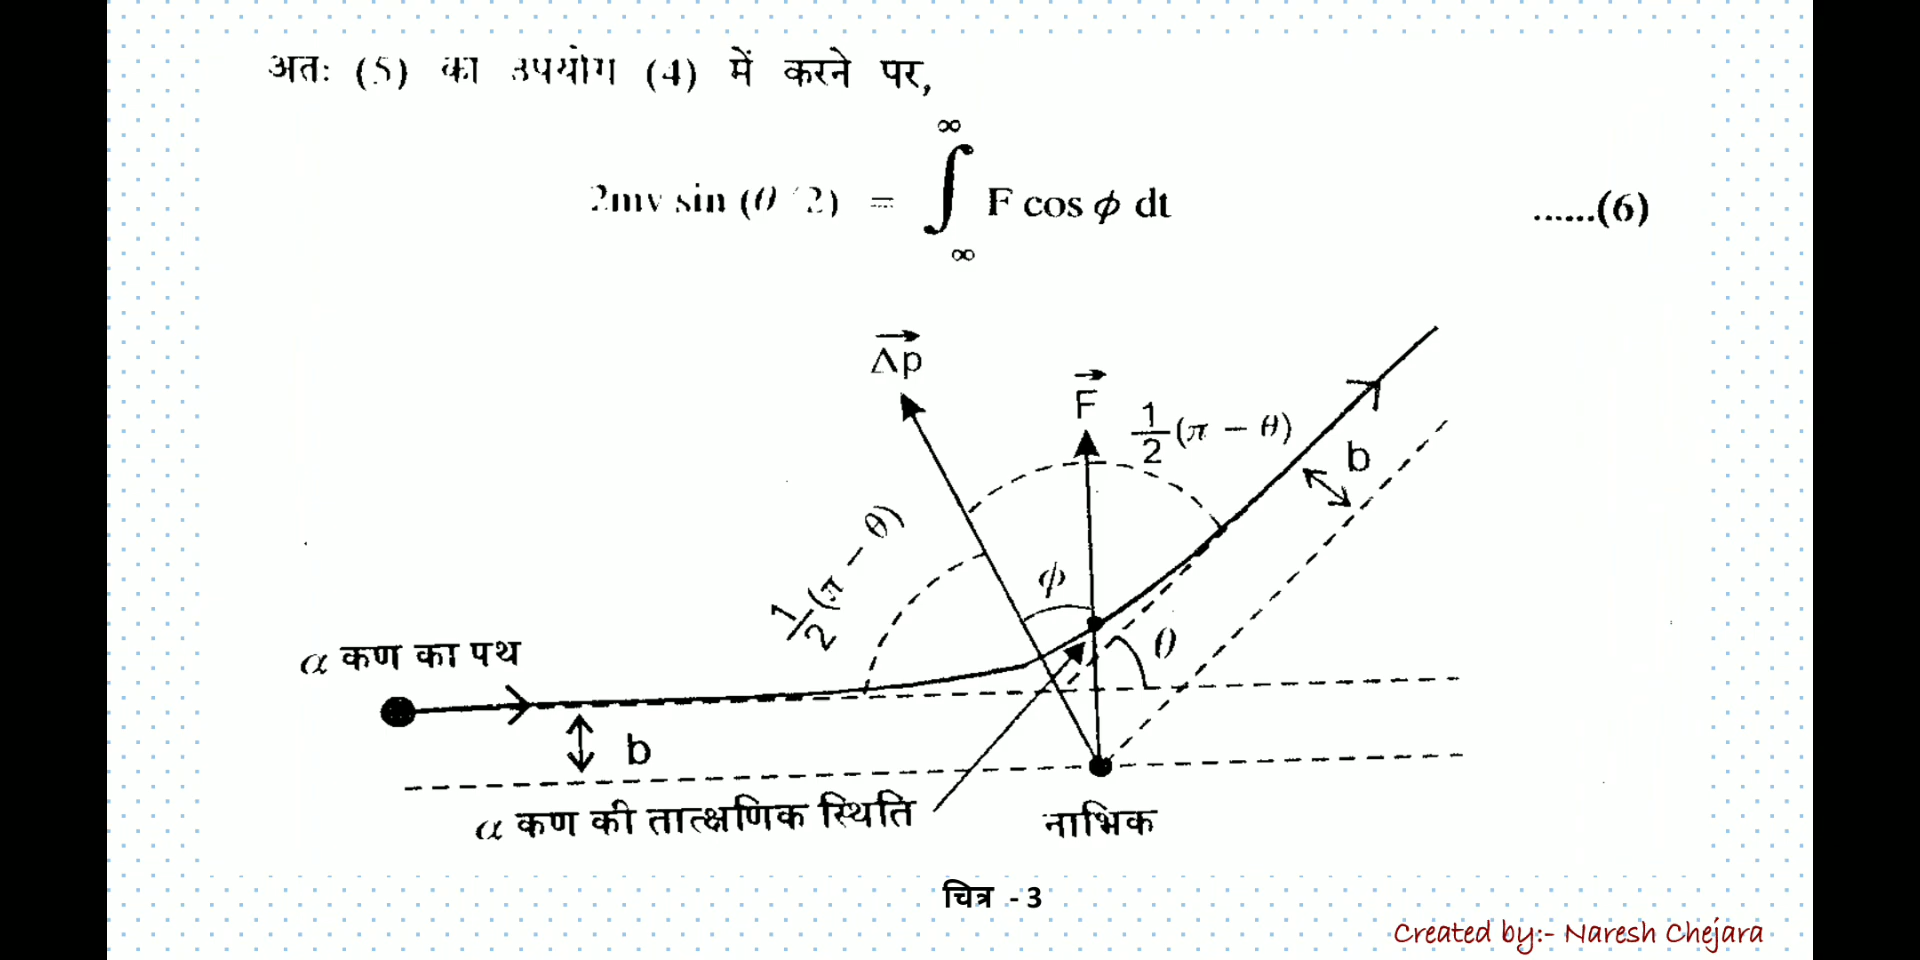 अतः (5) का उपयोग (4) में करने पर,
∞
2mv sin (θ/2) = ∫ F cos ϕ dt ......(6)
∞
Δp
F
1/2 (π − θ)
b
1/2 (π − θ)
ϕ
θ
α कण का पथ
b
α कण की तात्क्षणिक स्थिति
नाभिक
चित्र - 3
Created by:- Naresh Chejara